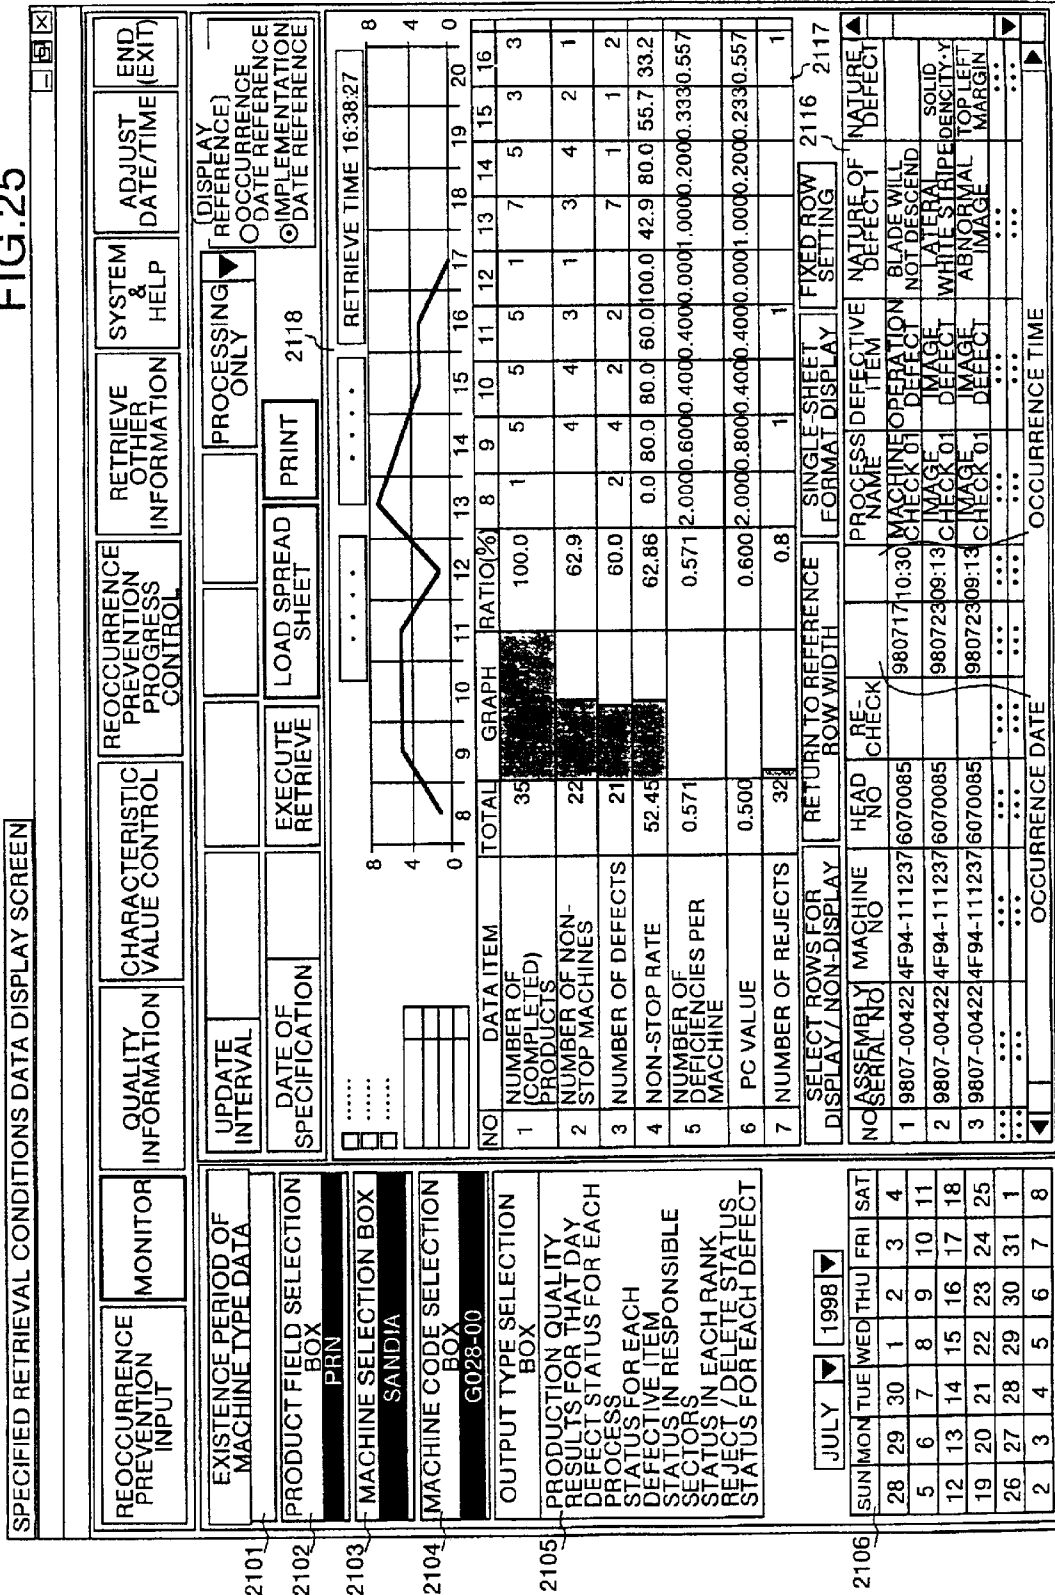 FIG.25
SPECIFIED RETRIEVAL CONDITIONS DATA DISPLAY SCREEN
REOCCURRENCE
PREVENTION
INPUT
MONITOR
QUALITY
INFORMATION
CHARACTERISTIC
VALUE CONTROL
REOCCURRENCE
PREVENTION
PROGRESS
CONTROL
RETRIEVE
OTHER
INFORMATION
SYSTEM
&
HELP
ADJUST
DATE/TIME
END
(EXIT)
EXISTENCE PERIOD OF
MACHINE TYPE DATA
2101
PRODUCT FIELD SELECTION
BOX
PRN
2102
MACHINE SELECTION BOX
SANDIA
2103
MACHINE CODE SELECTION
BOX
G028-00
2104
OUTPUT TYPE SELECTION
BOX
PRODUCTION QUALITY
RESULTS FOR THAT DAY
DEFECT STATUS FOR EACH
PROCESS
STATUS FOR EACH
DEFECTIVE ITEM
STATUS IN RESPONSIBLE
SECTORS
STATUS IN EACH RANK
REJECT/DELETE STATUS
STATUS FOR EACH DEFECT
2105
JULY ▼ 1998 ▼
SUN MON TUE WED THU FRI SAT
28 29 30 1 2 3 4
5 6 7 8 9 10 11
12 13 14 15 16 17 18
19 20 21 22 23 24 25
26 27 28 29 30 31 1
2 3 4 5 6 7 8
2106
UPDATE
INTERVAL
PROCESSING
ONLY
(DISPLAY
REFERENCE)
OCCURRENCE
DATE REFERENCE
IMPLEMENTATION
DATE REFERENCE
DATE OF
SPECIFICATION
EXECUTE
RETRIEVE
LOAD SPREAD
SHEET
PRINT
2118
RETRIEVE TIME 16:38:27
8 8
4 4
0 0
8 9 10 11 12 13 14 15 16 17 18 19 20
NO DATA ITEM TOTAL GRAPH RATIO(%) 8 9 10 11 12 13 14 15 16
1 NUMBER OF (COMPLETED) PRODUCTS 35 100.0 1 5 5 5 1 7 5 3 3
2 NUMBER OF NON-STOP MACHINES 22 62.9 4 4 3 1 3 4 2 1
3 NUMBER OF DEFECTS 21 60.0 2 4 2 2 7 1 1 2
4 NON-STOP RATE 52.45 62.86 0.0 80.0 80.0 60.0 100.0 42.9 80.0 55.7 33.2
5 NUMBER OF DEFICIENCIES PER MACHINE 0.571 0.571 2.000 0.600 0.400 0.400 0.000 1.000 0.200 0.333 0.557
6 PC VALUE 0.500 0.600 2.000 0.800 0.400 0.400 0.000 1.000 0.200 0.233 0.557
7 NUMBER OF REJECTS 32 0.8 1 1 1
2117
SELECT ROWS FOR
DISPLAY / NON-DISPLAY
RETURN TO REFERENCE
ROW WIDTH
SINGLE-SHEET
FORMAT DISPLAY
FIXED ROW
SETTING
2116
NO ASSEMBLY SERIAL NO MACHINE NO HEAD NO RE-CHECK PROCESS NAME DEFECTIVE ITEM NATURE OF DEFECT 1 NATURE DEFECT
1 9807-00422 4F94-111237 6070085 980717 10:30 MACHINE CHECK 01 OPERATION DEFECT BLADE WILL NOT DESCEND
2 9807-00422 4F94-111237 6070085 980723 09:13 IMAGE CHECK 01 IMAGE DEFECT LATERAL WHITE STRIPE SOLID DENCITY-Y
3 9807-00422 4F94-111237 6070085 980723 09:13 IMAGE CHECK 01 IMAGE DEFECT ABNORMAL IMAGE TOP LEFT MARGIN
OCCURRENCE DATE
OCCURRENCE TIME